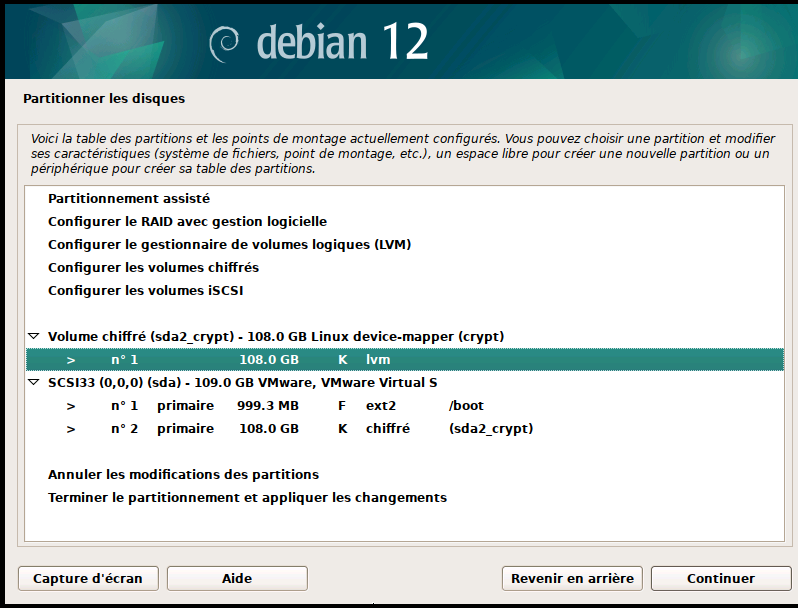 debian 12
Partitionner les disques
Voici la table des partitions et les points de montage actuellement configurés. Vous pouvez choisir une partition et modifier
ses caractéristiques (système de fichiers, point de montage, etc.), un espace libre pour créer une nouvelle partition ou un
périphérique pour créer sa table des partitions.
Partitionnement assisté
Configurer le RAID avec gestion logicielle
Configurer le gestionnaire de volumes logiques (LVM)
Configurer les volumes chiffrés
Configurer les volumes iSCSI
Volume chiffré (sda2_crypt) - 108.0 GB Linux device-mapper (crypt)
> n° 1 108.0 GB K lvm
SCSI33 (0,0,0) (sda) - 109.0 GB VMware, VMware Virtual S
> n° 1 primaire 999.3 MB F ext2 /boot
> n° 2 primaire 108.0 GB K chiffré (sda2_crypt)
Annuler les modifications des partitions
Terminer le partitionnement et appliquer les changements
Capture d'écran Aide Revenir en arrière Continuer